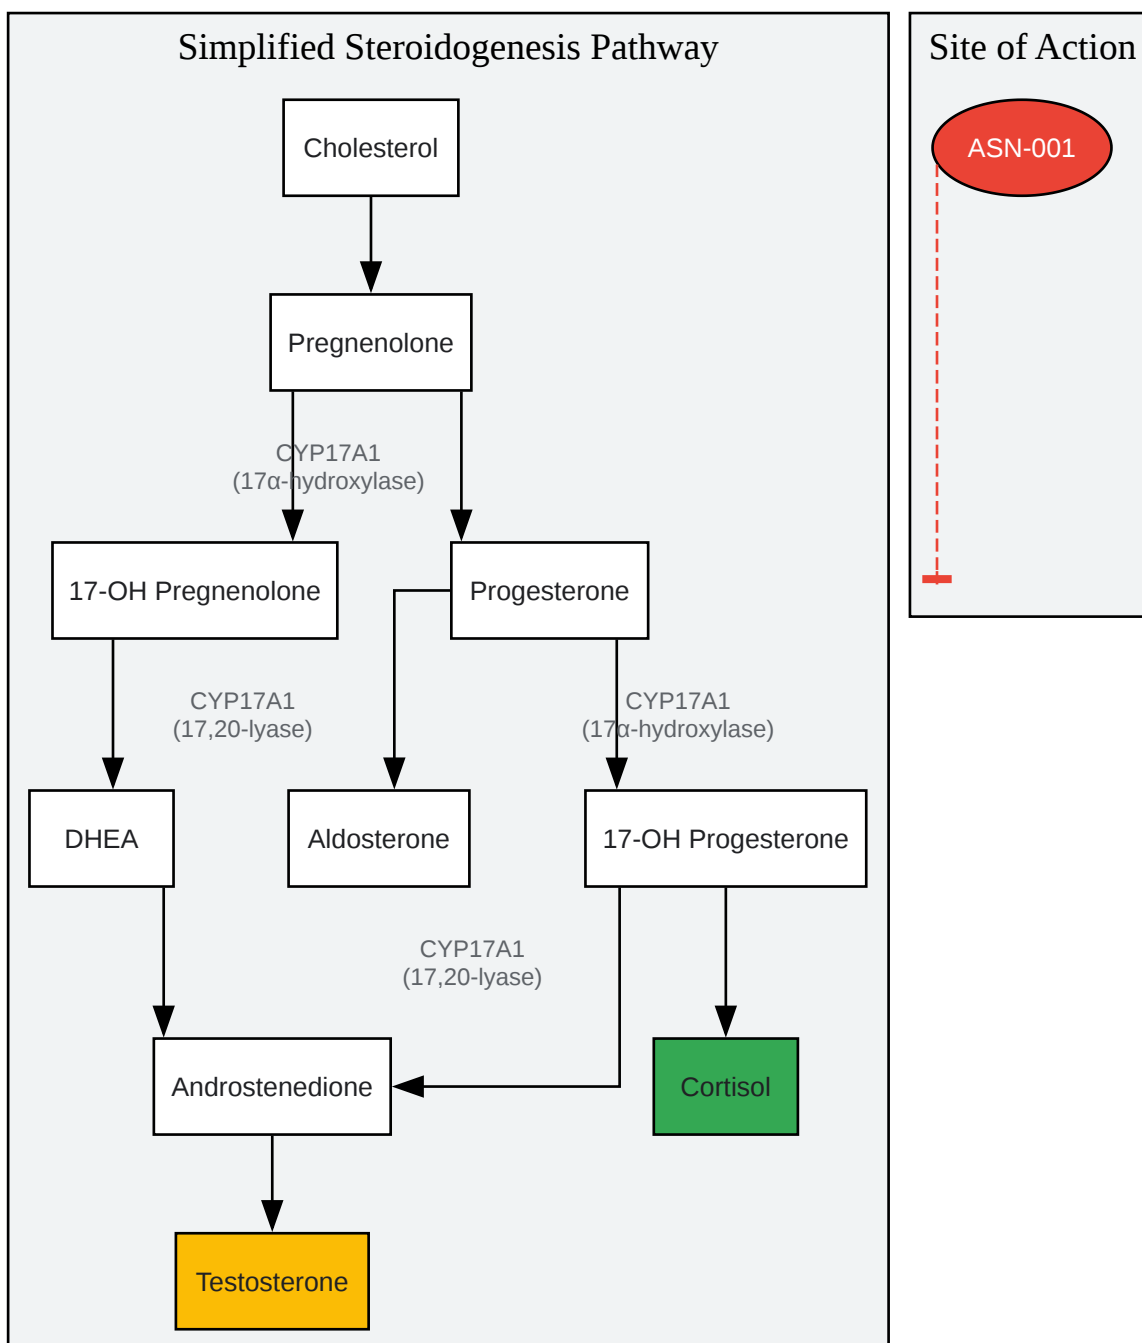 Simplified Steroidogenesis Pathway
Site of Action
Cholesterol
ASN-001
Pregnenolone
CYP17A1
(17α-hydroxylase)
17-OH Pregnenolone
Progesterone
CYP17A1
(17,20-lyase)
CYP17A1
(17α-hydroxylase)
DHEA
Aldosterone
17-OH Progesterone
CYP17A1
(17,20-lyase)
Androstenedione
Cortisol
Testosterone